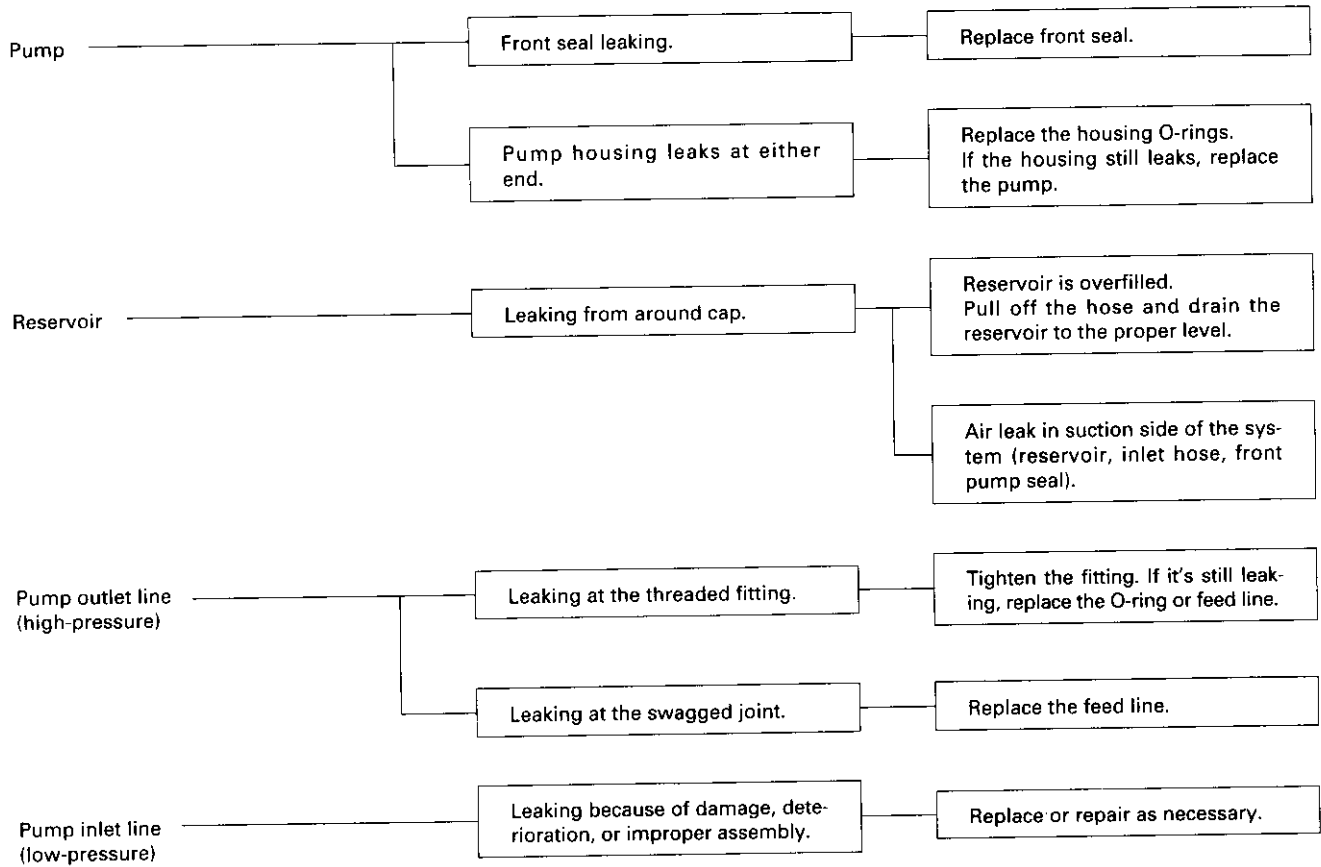 Pump
Front seal leaking.
Replace front seal.
Pump housing leaks at either
end.
Replace the housing O-rings.
If the housing still leaks, replace
the pump.
Reservoir
Leaking from around cap.
Reservoir is overfilled.
Pull off the hose and drain the
reservoir to the proper level.
Air leak in suction side of the sys-
tem (reservoir, inlet hose, front
pump seal).
Pump outlet line
(high-pressure)
Leaking at the threaded fitting.
Tighten the fitting. If it's still leak-
ing, replace the O-ring or feed line.
Leaking at the swagged joint.
Replace the feed line.
Pump inlet line
(low-pressure)
Leaking because of damage, dete-
rioration, or improper assembly.
Replace or repair as necessary.